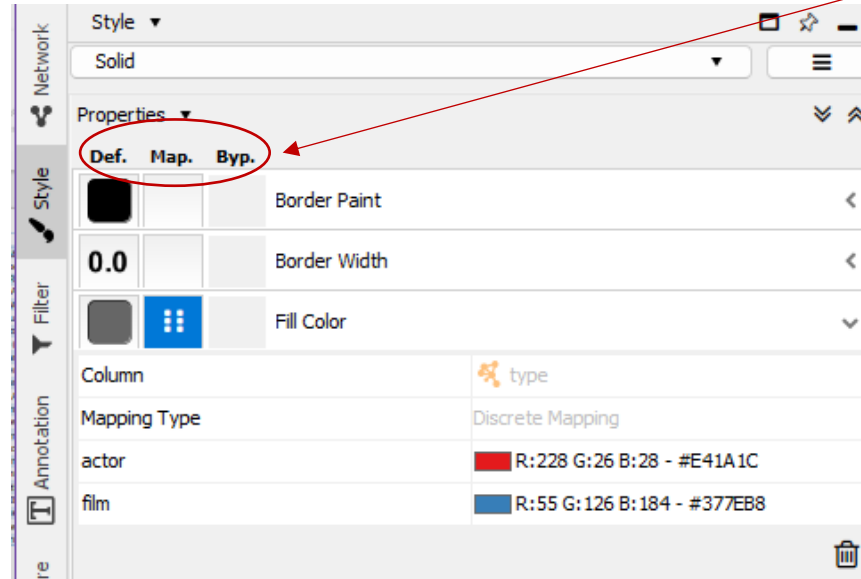 Style
Solid
Properties
Def. Map. Byp.
Border Paint
0.0 Border Width
Fill Color
Column type
Mapping Type Discrete Mapping
actor R:228 G:26 B:28 - #E41A1C
film R:55 G:126 B:184 - #377EB8
Network
Style
Filter
T Annotation
re